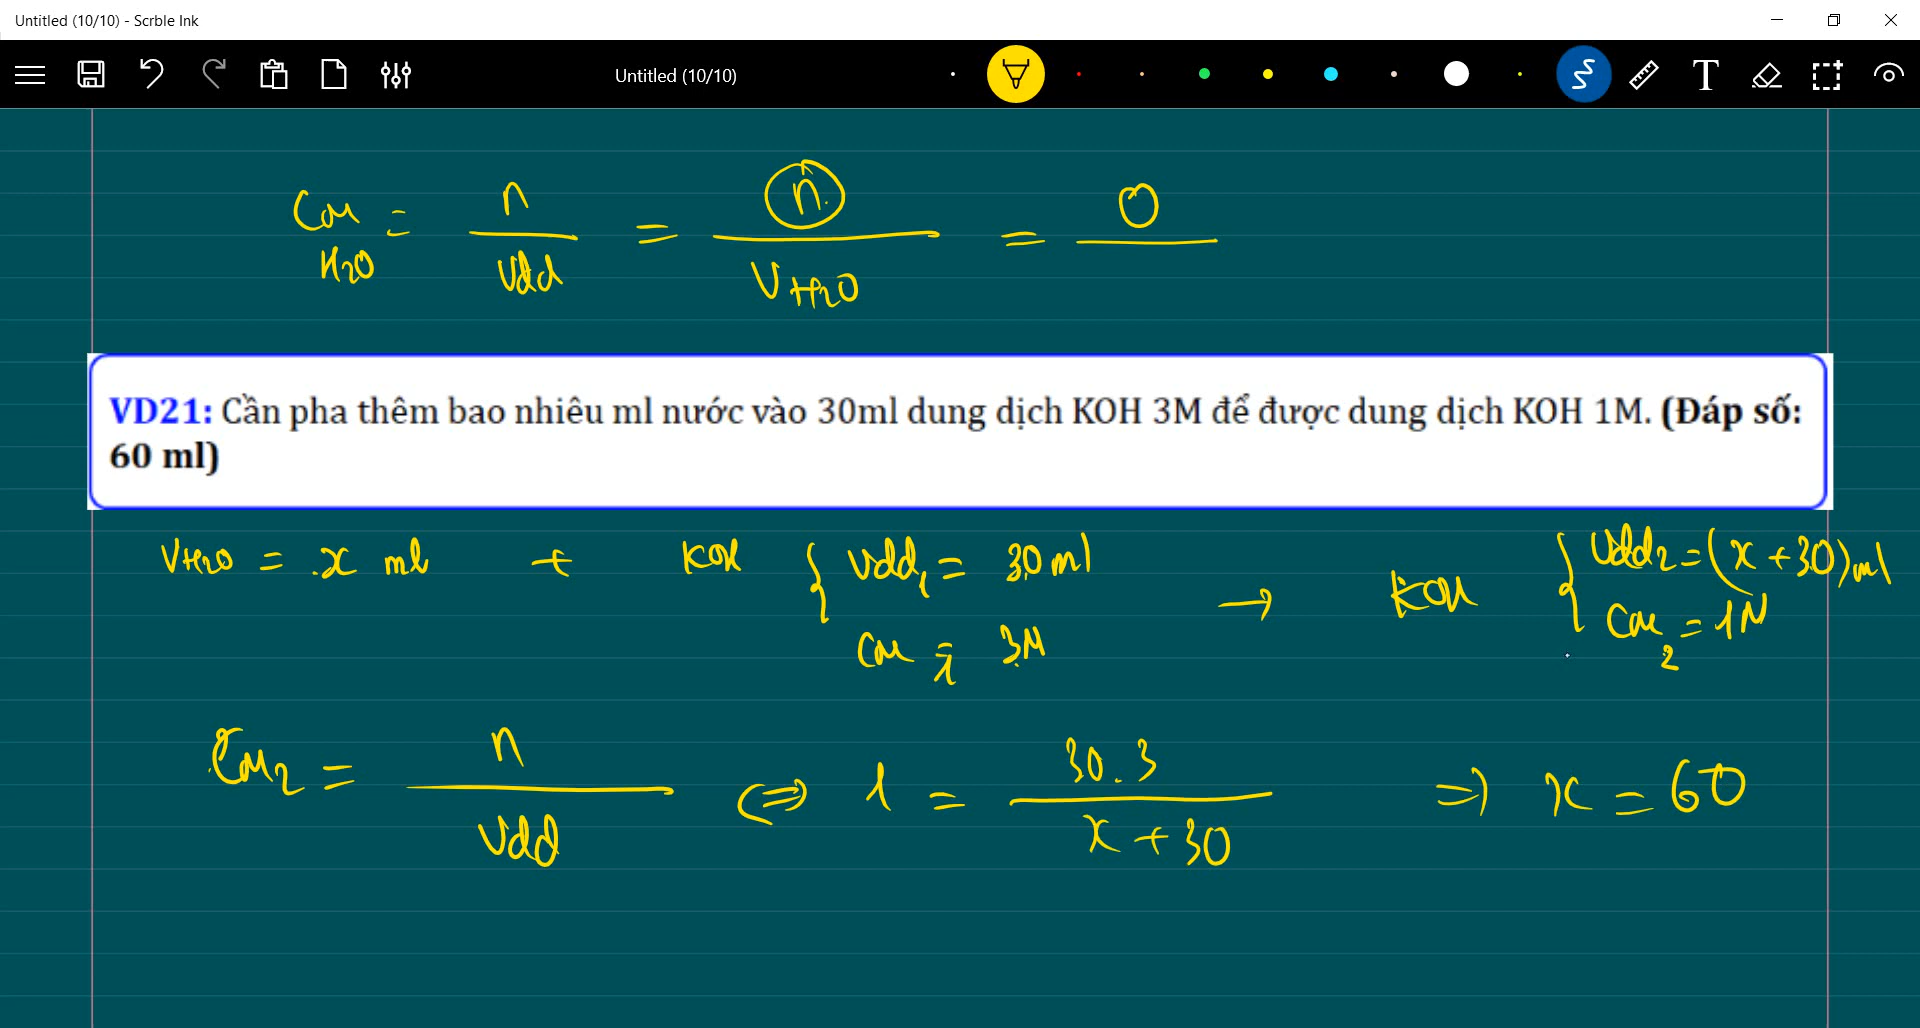 Untitled (10/10) - Scrble Ink
Untitled (10/10)
T
CM H2O = n / Vdd = n / VH2O = 0
VD21: Cần pha thêm bao nhiêu ml nước vào 30ml dung dịch KOH 3M để được dung dịch KOH 1M. (Đáp số:
60 ml)
VH2O = x ml + KOH { Vdd1 = 30ml → KOH { Vdd2 = (x + 30) ml
CM1 = 3M CM2 = 1M
CM2 = n / Vdd ⇔ 1 = 30.3 / x + 30 ⇒ x = 60